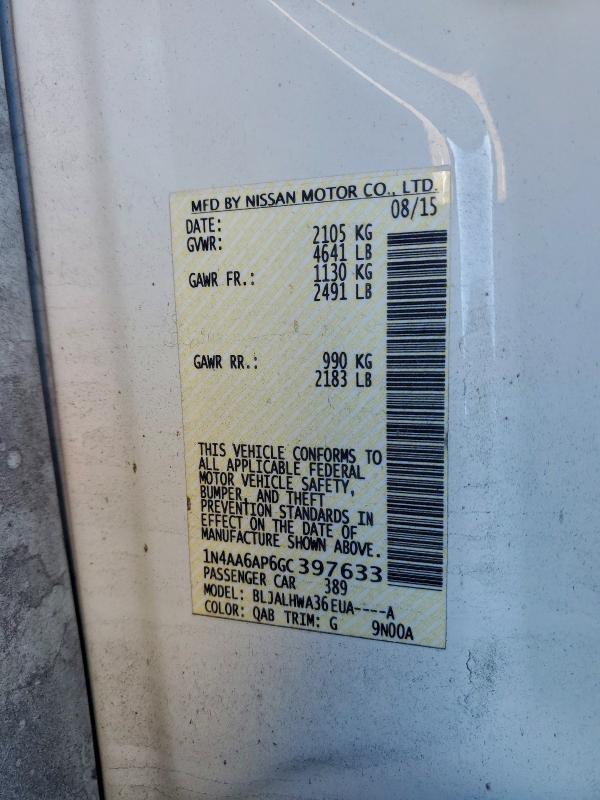 MFD BY NISSAN MOTOR CO., LTD.
DATE: 08/15
GVWR: 2105 KG
4641 LB
GAWR FR.: 1130 KG
2491 LB
GAWR RR.: 990 KG
2183 LB
THIS VEHICLE CONFORMS TO
ALL APPLICABLE FEDERAL
MOTOR VEHICLE SAFETY,
BUMPER, AND THEFT
PREVENTION STANDARDS IN
EFFECT ON THE DATE OF
MANUFACTURE SHOWN ABOVE.
1N4AA6AP6GC397633
PASSENGER CAR 389
MODEL: BLJALHWA36EUA----A
COLOR: QAB TRIM: G 9N00A